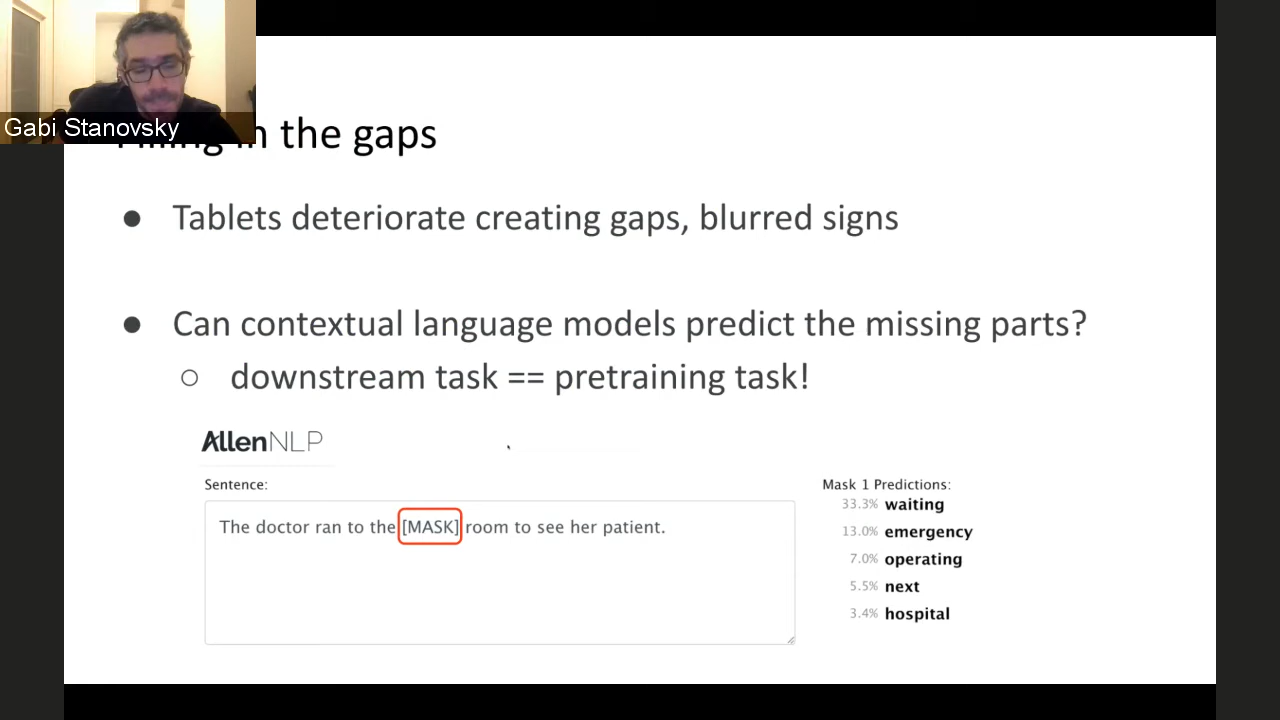 Gabi Stanovsky
in the gaps
● Tablets deteriorate creating gaps, blurred signs
● Can contextual language models predict the missing parts?
○ downstream task == pretraining task!
AllenNLP
Sentence:
The doctor ran to the [MASK] room to see her patient.
Mask 1 Predictions:
33.3% waiting
13.0% emergency
7.0% operating
5.5% next
3.4% hospital